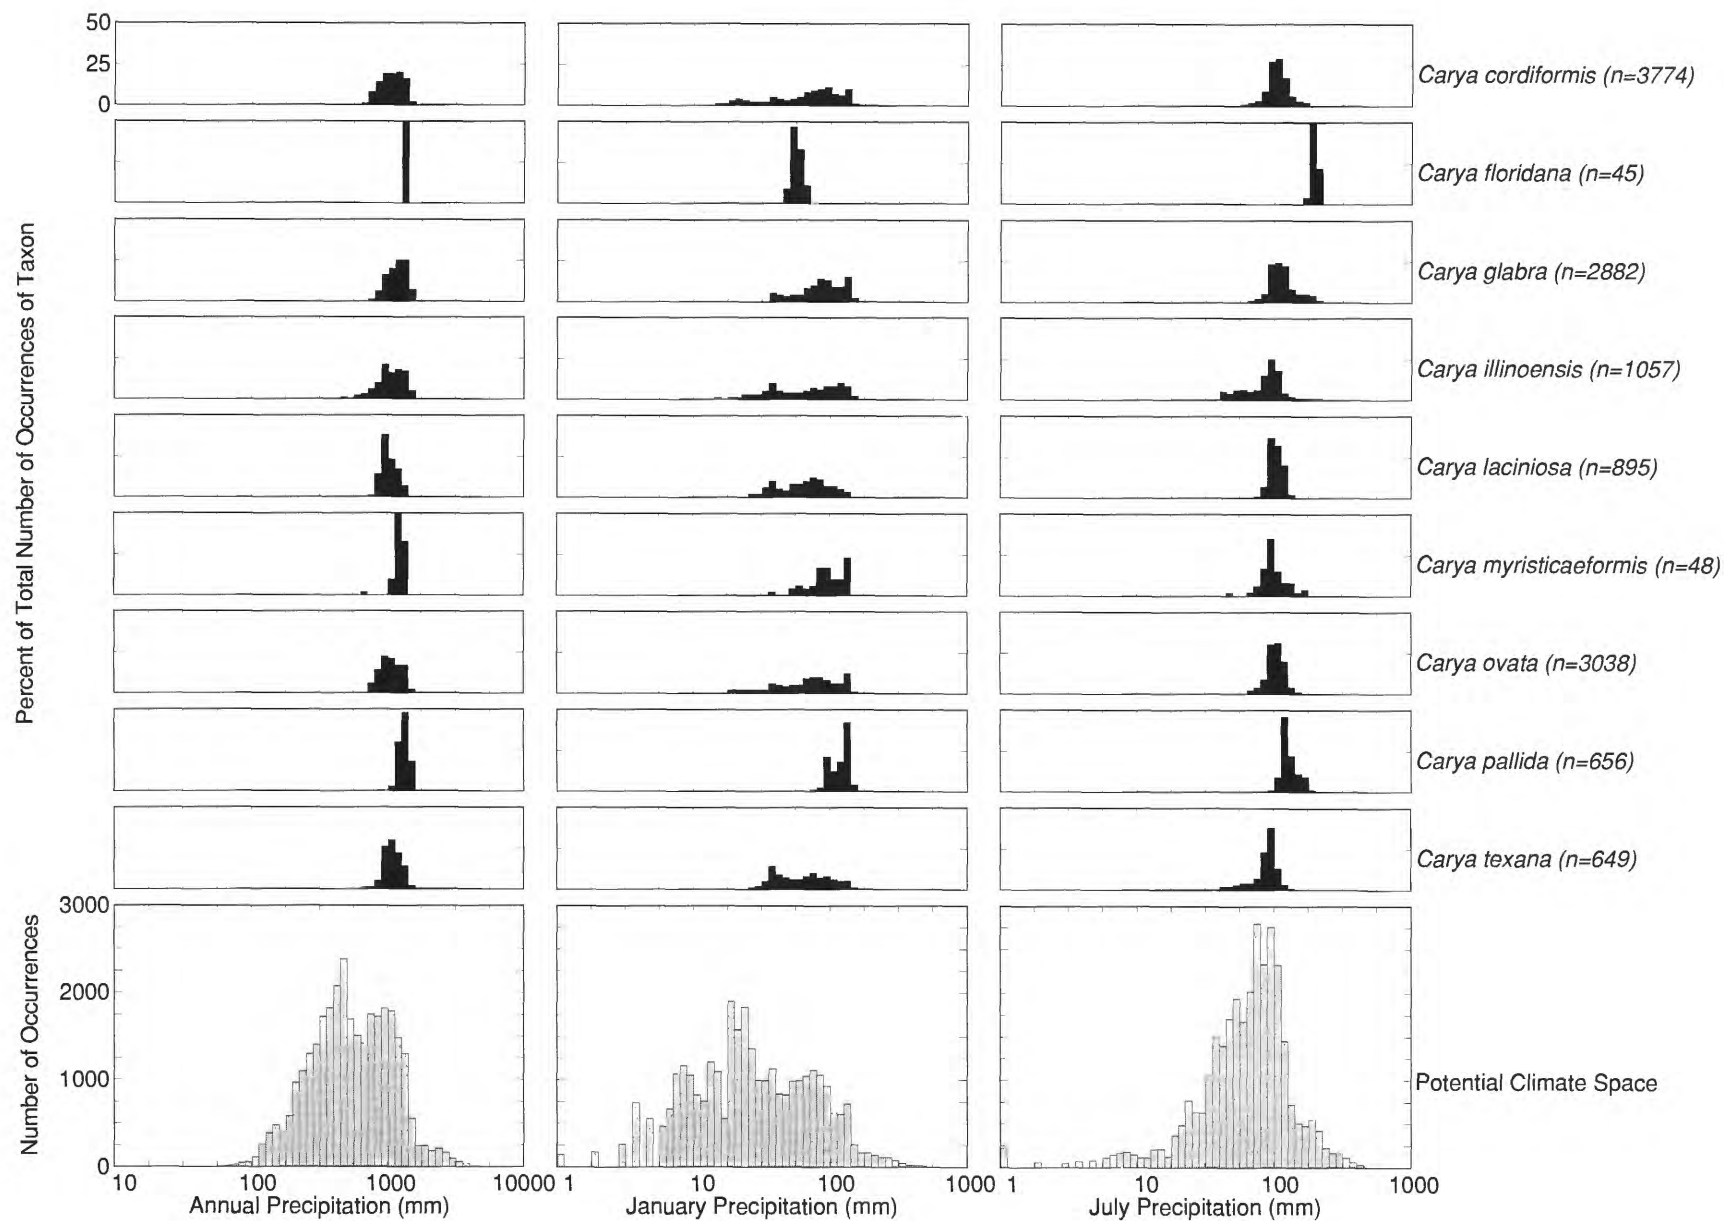 50
25
0
Carya cordiformis (n=3774)
Carya floridana (n=45)
Carya glabra (n=2882)
Carya illinoensis (n=1057)
Carya laciniosa (n=895)
Carya myristicaeformis (n=48)
Carya ovata (n=3038)
Carya pallida (n=656)
Carya texana (n=649)
Percent of Total Number of Occurrences of Taxon
3000
2000
1000
0
Number of Occurrences
Potential Climate Space
10 100 1000 10000 1 10 100 1000 1 10 100 1000
Annual Precipitation (mm) January Precipitation (mm) July Precipitation (mm)